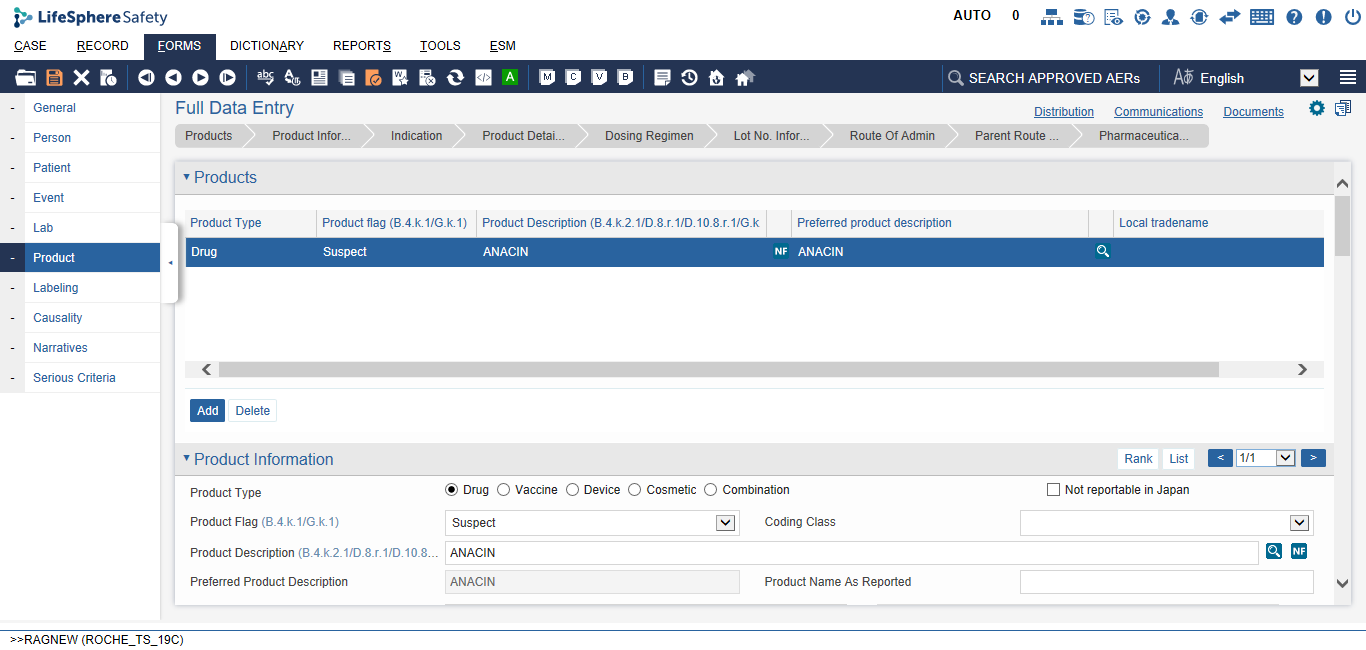 LifeSphereSafety
AUTO 0
CASE RECORD FORMS DICTIONARY REPORTS TOOLS ESM
abc A W </> A M C V B SEARCH APPROVED AERs English
- General
- Person
- Patient
- Event
- Lab
- Product
- Labeling
- Causality
- Narratives
- Serious Criteria
Full Data Entry
Distribution Communications Documents
Products Product Infor... Indication Product Detai... Dosing Regimen Lot No. Infor... Route Of Admin Parent Route ... Pharmaceutica...
Products
Product Type Product flag (B.4.k.1/G.k.1) Product Description (B.4.k.2.1/D.8.r.1/D.10.8.r.1/G.k Preferred product description Local tradename
Drug Suspect ANACIN NF ANACIN
Add Delete
Product Information Rank List < 1/1 >
Product Type Drug Vaccine Device Cosmetic Combination Not reportable in Japan
Product Flag (B.4.k.1/G.k.1) Suspect Coding Class
Product Description (B.4.k.2.1/D.8.r.1/D.10.8... ANACIN NF
Preferred Product Description ANACIN Product Name As Reported
>>RAGNEW (ROCHE_TS_19C)